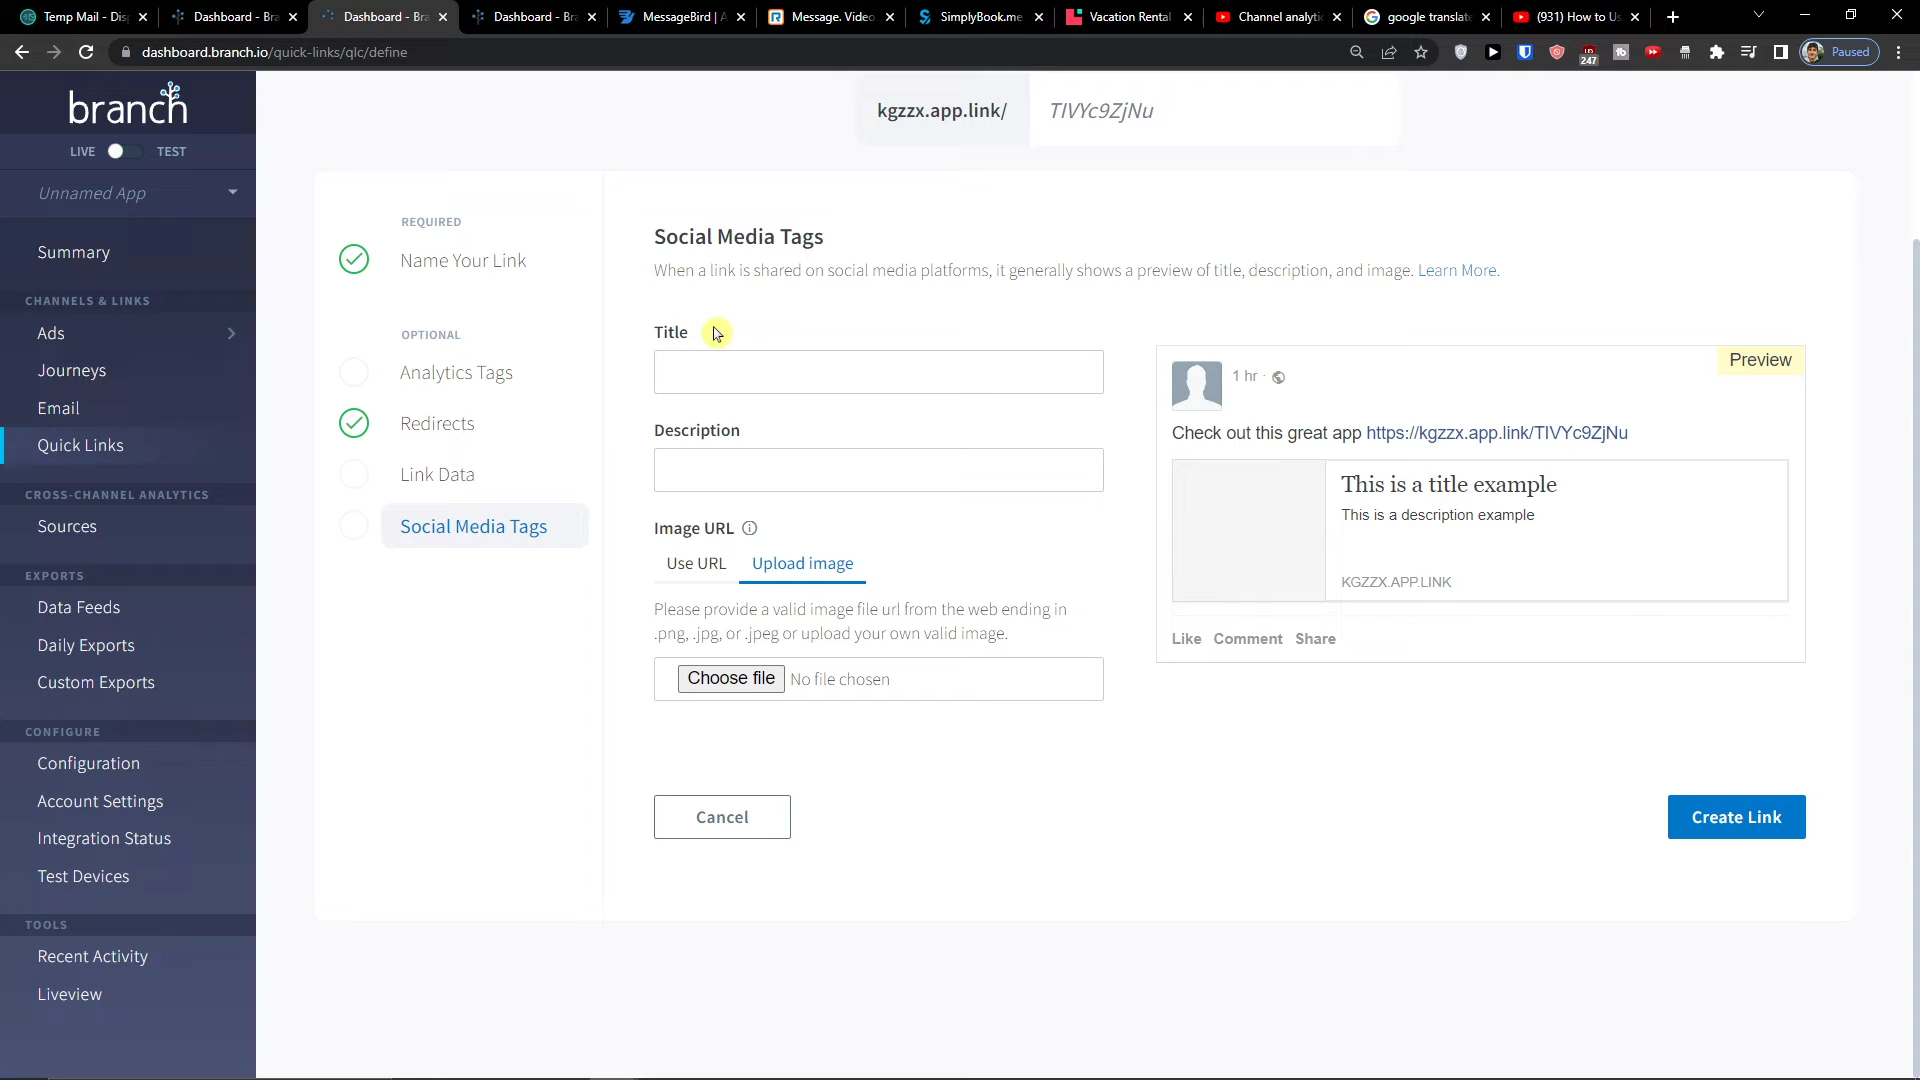 Temp Mail - Dis
Dashboard - Bra
Dashboard - Bra
Dashboard - Bra
MessageBird | A
Message. Video
SimplyBook.me
Vacation Rental
Channel analytic
google translate
(931) How to Us
dashboard.branch.io/quick-links/qlc/define
247
Paused
branch
LIVE
TEST
Unnamed App
Summary
CHANNELS & LINKS
Ads
Journeys
Email
Quick Links
CROSS-CHANNEL ANALYTICS
Sources
EXPORTS
Data Feeds
Daily Exports
Custom Exports
CONFIGURE
Configuration
Account Settings
Integration Status
Test Devices
TOOLS
Recent Activity
Liveview
kgzzx.app.link/
TIVYc9ZjNu
REQUIRED
Name Your Link
OPTIONAL
Analytics Tags
Redirects
Link Data
Social Media Tags
Social Media Tags
When a link is shared on social media platforms, it generally shows a preview of title, description, and image. Learn More.
Title
Description
Image URL
Use URL
Upload image
Please provide a valid image file url from the web ending in
.png, .jpg, or .jpeg or upload your own valid image.
Choose file
No file chosen
Preview
1 hr ·
Check out this great app https://kgzzx.app.link/TIVYc9ZjNu
This is a title example
This is a description example
KGZZX.APP.LINK
Like Comment Share
Cancel
Create Link